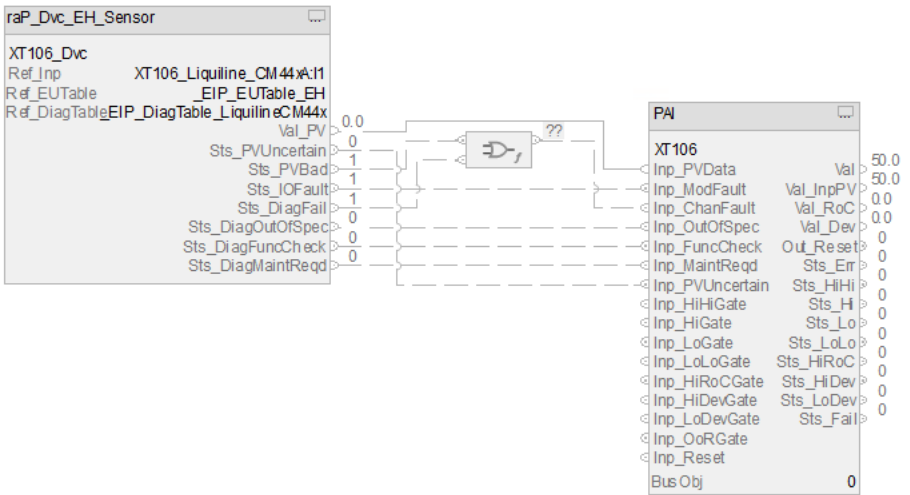 raP_Dvc_EH_Sensor
XT106_Dvc
Ref_Inp XT106_Liquiline_CM44xA:I1
Ref_EUTable _EIP_EUTable_EH
Ref_DiagTable _EIP_DiagTable_LiquilineCM44x
Val_PV 0.0
Sts_PVUncertain 0
Sts_PVBad 1
Sts_IOFault 1
Sts_DiagFail 1
Sts_DiagOutOfSpec 0
Sts_DiagFuncCheck 0
Sts_DiagMaintReqd 0
??
PAI
XT106
Inp_PVData Val 50.0
Inp_ModFault Val_InpPV 50.0
Inp_ChanFault Val_RoC 0.0
Inp_OutOfSpec Val_Dev 0.0
Inp_FuncCheck Out_Reset 0
Inp_MaintReqd Sts_Err 0
Inp_PVUncertain Sts_HiHi 0
Inp_HiHiGate Sts_Hi 0
Inp_HiGate Sts_Lo 0
Inp_LoGate Sts_LoLo 0
Inp_LoLoGate Sts_HiRoC 0
Inp_HiRoCGate Sts_HiDev 0
Inp_HiDevGate Sts_LoDev 0
Inp_LoDevGate Sts_Fail 0
Inp_OoRGate
Inp_Reset
BusObj 0